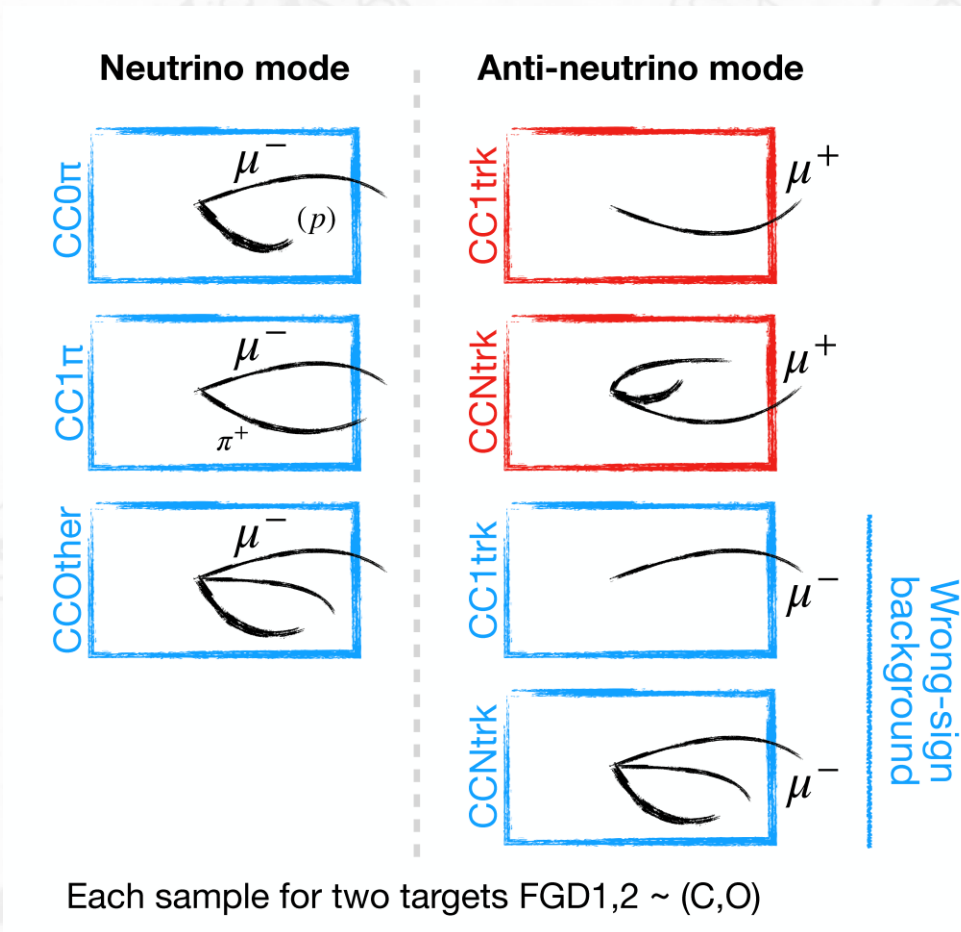 Neutrino mode
CC0π
μ⁻
(p)
CC1π
μ⁻
π⁺
CCOther
μ⁻
Anti-neutrino mode
CC1trk
μ⁺
CCNtrk
μ⁺
CC1trk
μ⁻
CCNtrk
μ⁻
Wrong-sign
background
Each sample for two targets FGD1,2 ~ (C,O)